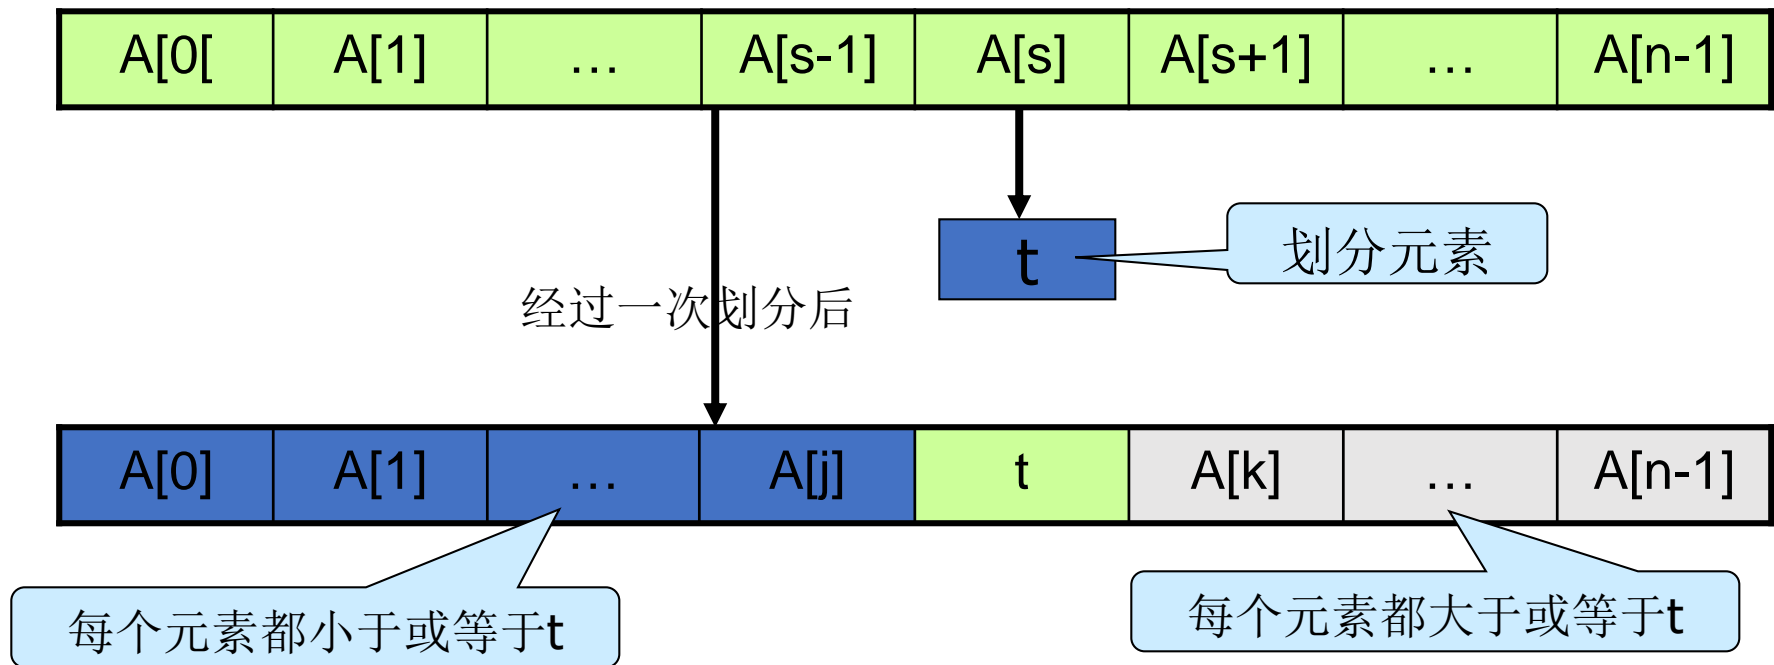 A[0[ A[1] … A[s-1] A[s] A[s+1] … A[n-1]
t
划分元素
经过一次划分后
A[0] A[1] … A[j] t A[k] … A[n-1]
每个元素都小于或等于t
每个元素都大于或等于t